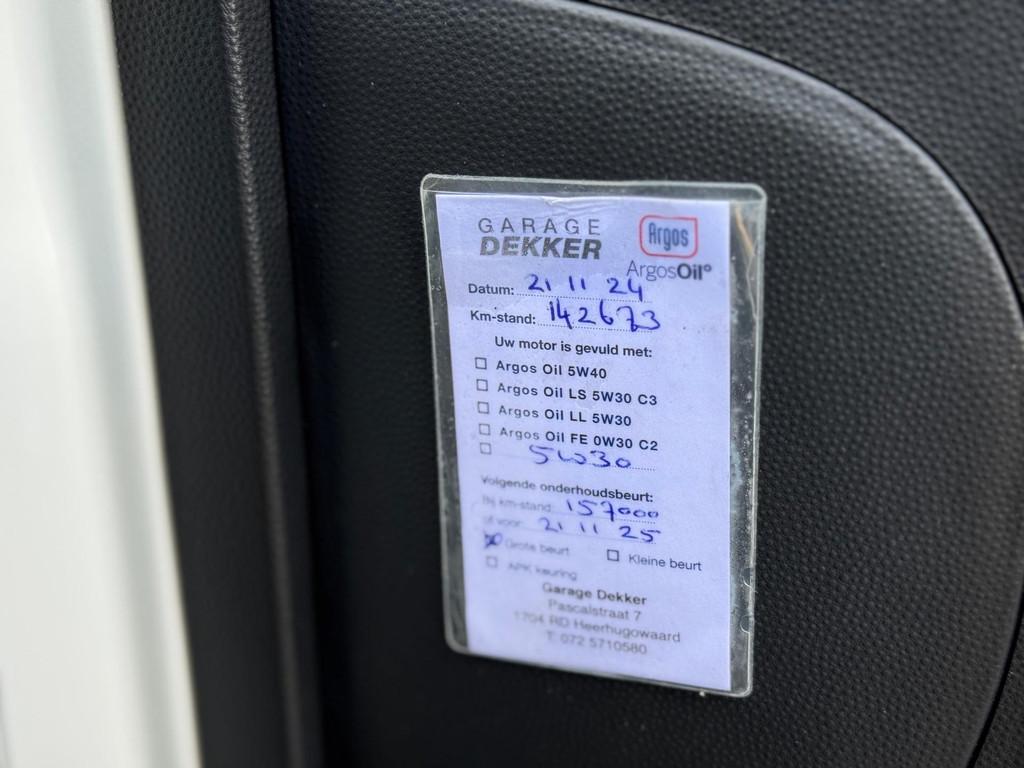 GARAGE
DEKKER
Argos
ArgosOil°
Datum: 21 11 24
Km-stand: 142673
Uw motor is gevuld met:
Argos Oil 5W40
Argos Oil LS 5W30 C3
Argos Oil LL 5W30
Argos Oil FE 0W30 C2
5W30
Volgende onderhoudsbeurt:
Bij km-stand: 157000
of voor: 21 11 25
Grote beurt Kleine beurt
APK keuring
Garage Dekker
Pascalstraat 7
1704 RD Heerhugowaard
T: 072 5710580